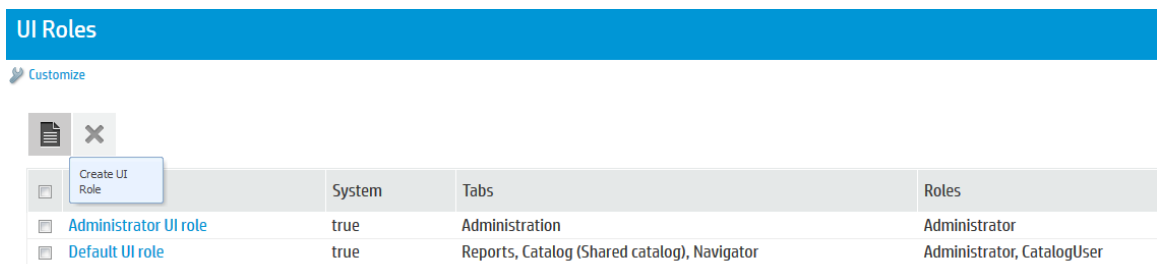 UI Roles
Customize
Create UI
Role
System Tabs Roles
Administrator UI role true Administration Administrator
Default UI role true Reports, Catalog (Shared catalog), Navigator Administrator, CatalogUser